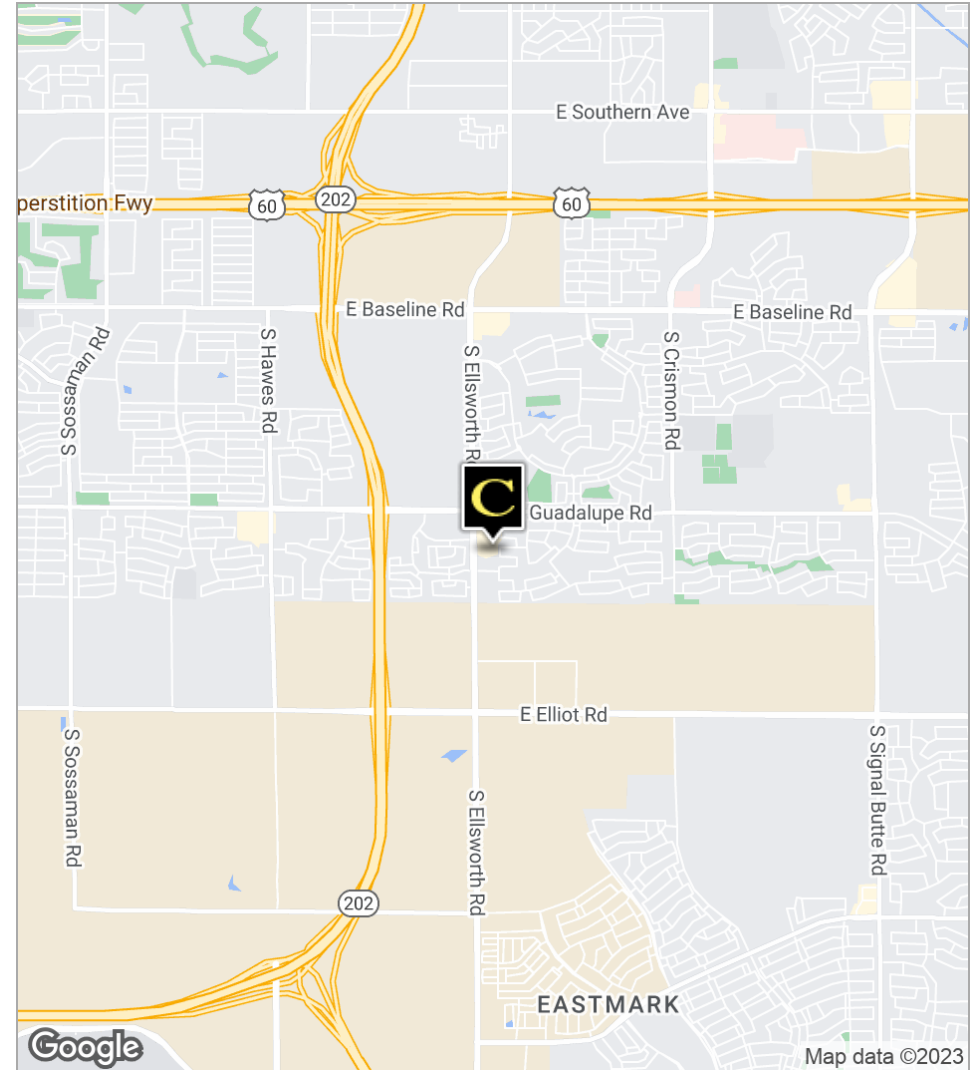 E Southern Ave
perstition Fwy
60
202
60
E Baseline Rd
E Baseline Rd
S Sossaman Rd
S Hawes Rd
S Ellsworth Rd
S Crismon Rd
C
Guadalupe Rd
E Elliot Rd
S Sossaman Rd
S Ellsworth Rd
S Signal Butte Rd
202
EASTMARK
Google
Map data ©2023